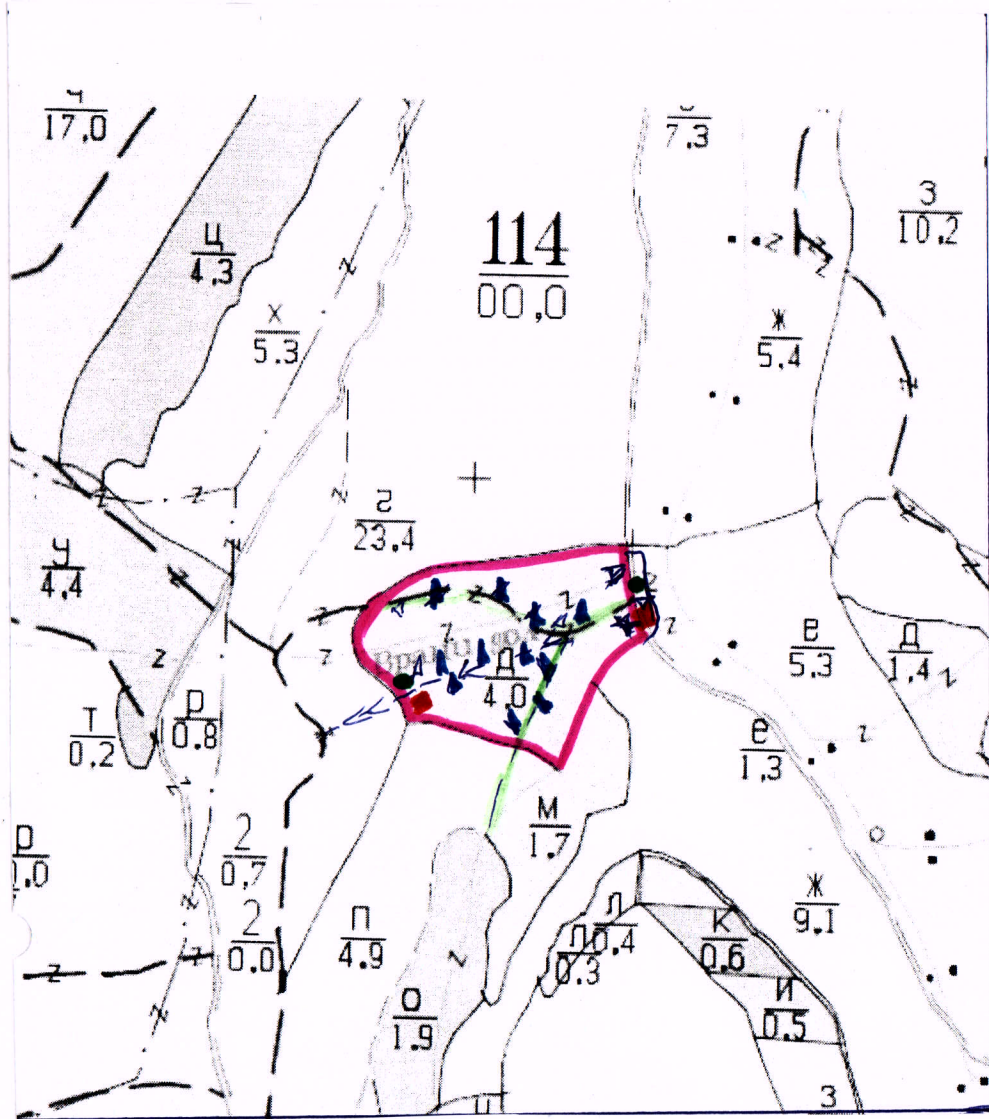 17,0
7,3
З
10,2
Ц
4,3
114
00,0
Х
5.3
Ж
5,4
г
23,4
У
4,4
Д
4,0
е
5,3
Д
1,4
Т
0,2
Р
0.8
е
1,3
М
1,7
Р
2
0,7
2
0.0
П
4.9
Л
0,4
0.3
К
0,6
Ж
9,1
И
0,5
О
1.9
З